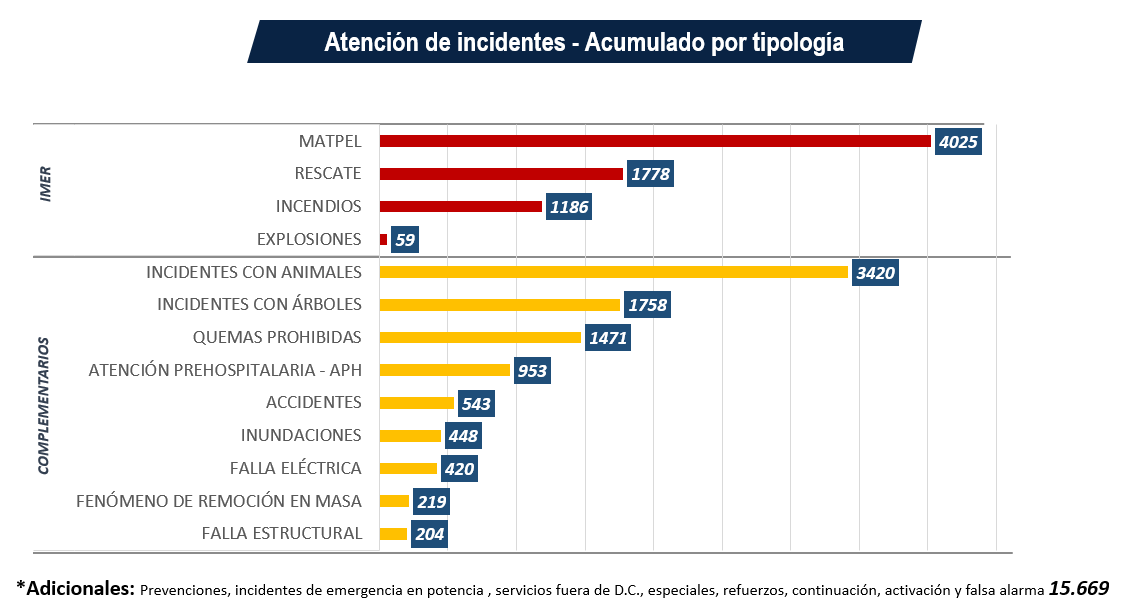 Atención de incidentes - Acumulado por tipología
IMER
MATPEL 4025
RESCATE 1778
INCENDIOS 1186
EXPLOSIONES 59
COMPLEMENTARIOS
INCIDENTES CON ANIMALES 3420
INCIDENTES CON ÁRBOLES 1758
QUEMAS PROHIBIDAS 1471
ATENCIÓN PREHOSPITALARIA - APH 953
ACCIDENTES 543
INUNDACIONES 448
FALLA ELÉCTRICA 420
FENÓMENO DE REMOCIÓN EN MASA 219
FALLA ESTRUCTURAL 204
*Adicionales: Prevenciones, incidentes de emergencia en potencia , servicios fuera de D.C., especiales, refuerzos, continuación, activación y falsa alarma 15.669